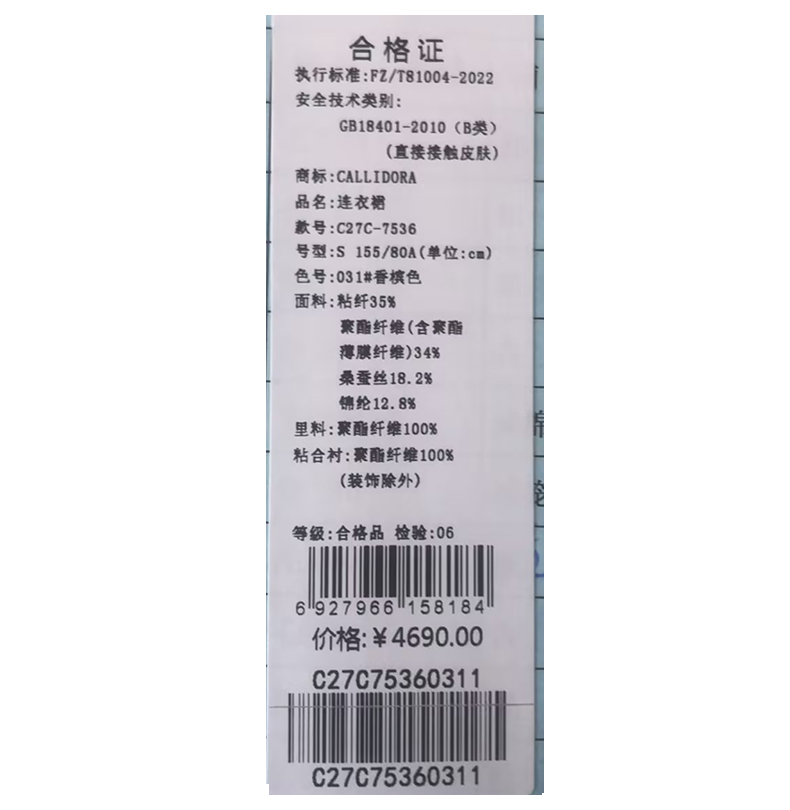 合格证
执行标准:FZ/T81004-2022
安全技术类别:
GB18401-2010（B类）
(直接接触皮肤)
商标:CALLIDORA
品名:连衣裙
款号:C27C-7536
号型:S 155/80A(单位:cm)
色号:031#香槟色
面料:粘纤35%
聚酯纤维(含聚酯
薄膜纤维)34%
桑蚕丝18.2%
锦纶12.8%
里料:聚酯纤维100%
粘合衬:聚酯纤维100%
(装饰除外)
等级:合格品 检验:06
6 927966 158184
价格:￥4690.00
C27C75360311
C27C75360311